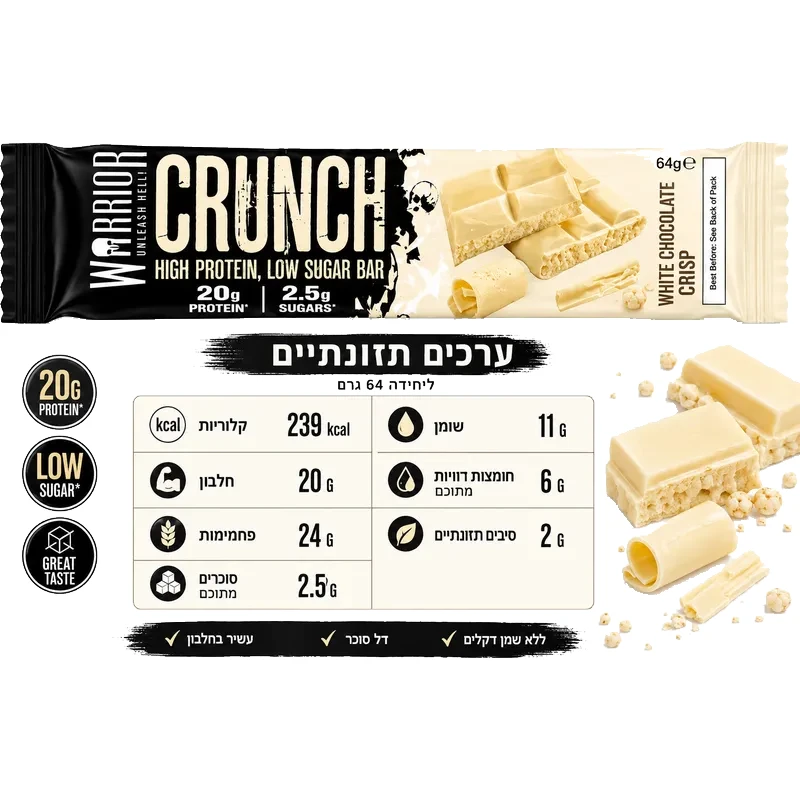 WARRIOR
UNLEASH HELL!
CRUNCH
HIGH PROTEIN, LOW SUGAR BAR
20g PROTEIN* | 2.5g SUGARS*
64g℮
WHITE CHOCOLATE
CRISP
Best Before: See Back of Pack
ערכים תזונתיים
ליחידה 64 גרם
20G
PROTEIN*
LOW
SUGAR*
GREAT
TASTE
kcal קלוריות 239 kcal
חלבון 20 G
פחמימות 24 G
סוכרים מתוכם 2.5 G
שומן 11 G
חומצות דוויות מתוכם 6 G
סיבים תזונתיים 2 G
עשיר בחלבון
דל סוכר
ללא שמן דקלים